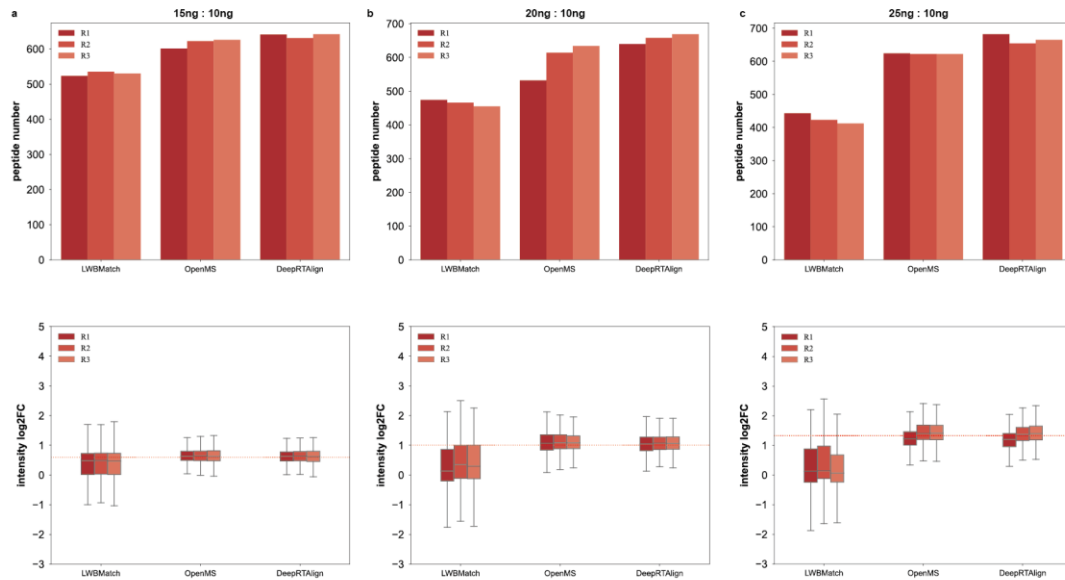 a
15ng : 10ng
R1
R2
R3
600
500
400
300
200
100
0
peptide number
LWBMatch
OpenMS
DeepRTAlign
b
20ng : 10ng
R1
R2
R3
700
600
500
400
300
200
100
0
peptide number
LWBMatch
OpenMS
DeepRTAlign
c
25ng : 10ng
R1
R2
R3
700
600
500
400
300
200
100
0
peptide number
LWBMatch
OpenMS
DeepRTAlign
R1
R2
R3
5
4
3
2
1
0
−1
−2
−3
intensity log2FC
LWBMatch
OpenMS
DeepRTAlign
R1
R2
R3
5
4
3
2
1
0
−1
−2
−3
intensity log2FC
LWBMatch
OpenMS
DeepRTAlign
R1
R2
R3
5
4
3
2
1
0
−1
−2
−3
intensity log2FC
LWBMatch
OpenMS
DeepRTAlign